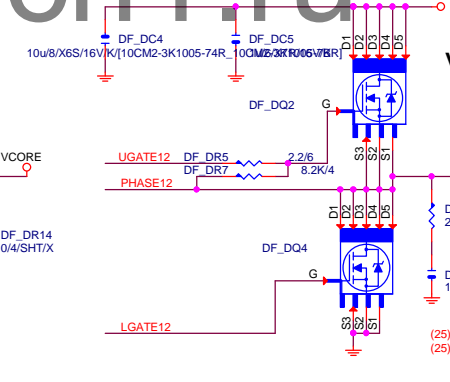 DF_DC4
DF_DC5
10u/8/X6S/16V/K/[10CM2-3K1005-74R_10
D1 D2 D3 D4 D5
DF_DQ2
G
S3 S2 S1
VCORE
UGATE12
DF_DR5
2.2/6
DF_DR7
8.2K/4
PHASE12
D1 D2 D3 D4 D5
DF_DR14
0/4/SHT/X
DF_DQ4
G
LGATE12
S3 S2 S1
(25)
(25)